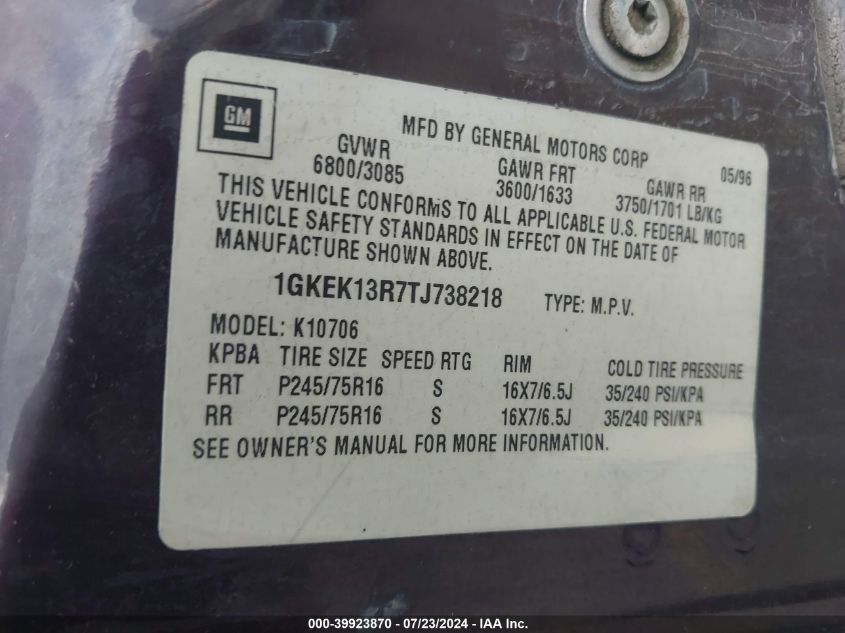 GM
MFD BY GENERAL MOTORS CORP 05/96
GVWR GAWR FRT GAWR RR
6800/3085 3600/1633 3750/1701 LB/KG
THIS VEHICLE CONFORMS TO ALL APPLICABLE U.S. FEDERAL MOTOR
VEHICLE SAFETY STANDARDS IN EFFECT ON THE DATE OF
MANUFACTURE SHOWN ABOVE.
1GKEK13R7TJ738218 TYPE: M.P.V.
MODEL: K10706
KPBA TIRE SIZE SPEED RTG RIM COLD TIRE PRESSURE
FRT P245/75R16 S 16X7/6.5J 35/240 PSI/KPA
RR P245/75R16 S 16X7/6.5J 35/240 PSI/KPA
SEE OWNER'S MANUAL FOR MORE INFORMATION.
000-39923870 - 07/23/2024 - IAA Inc.